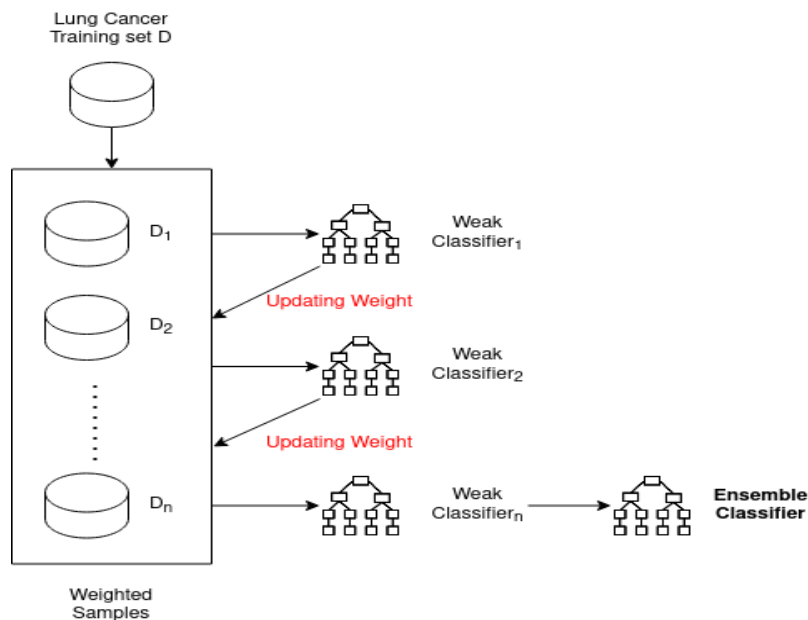 Lung Cancer
Training set D
D₁
Weak
Classifier₁
Updating Weight
D₂
Weak
Classifier₂
Updating Weight
Dₙ
Weak
Classifierₙ
Ensemble
Classifier
Weighted
Samples